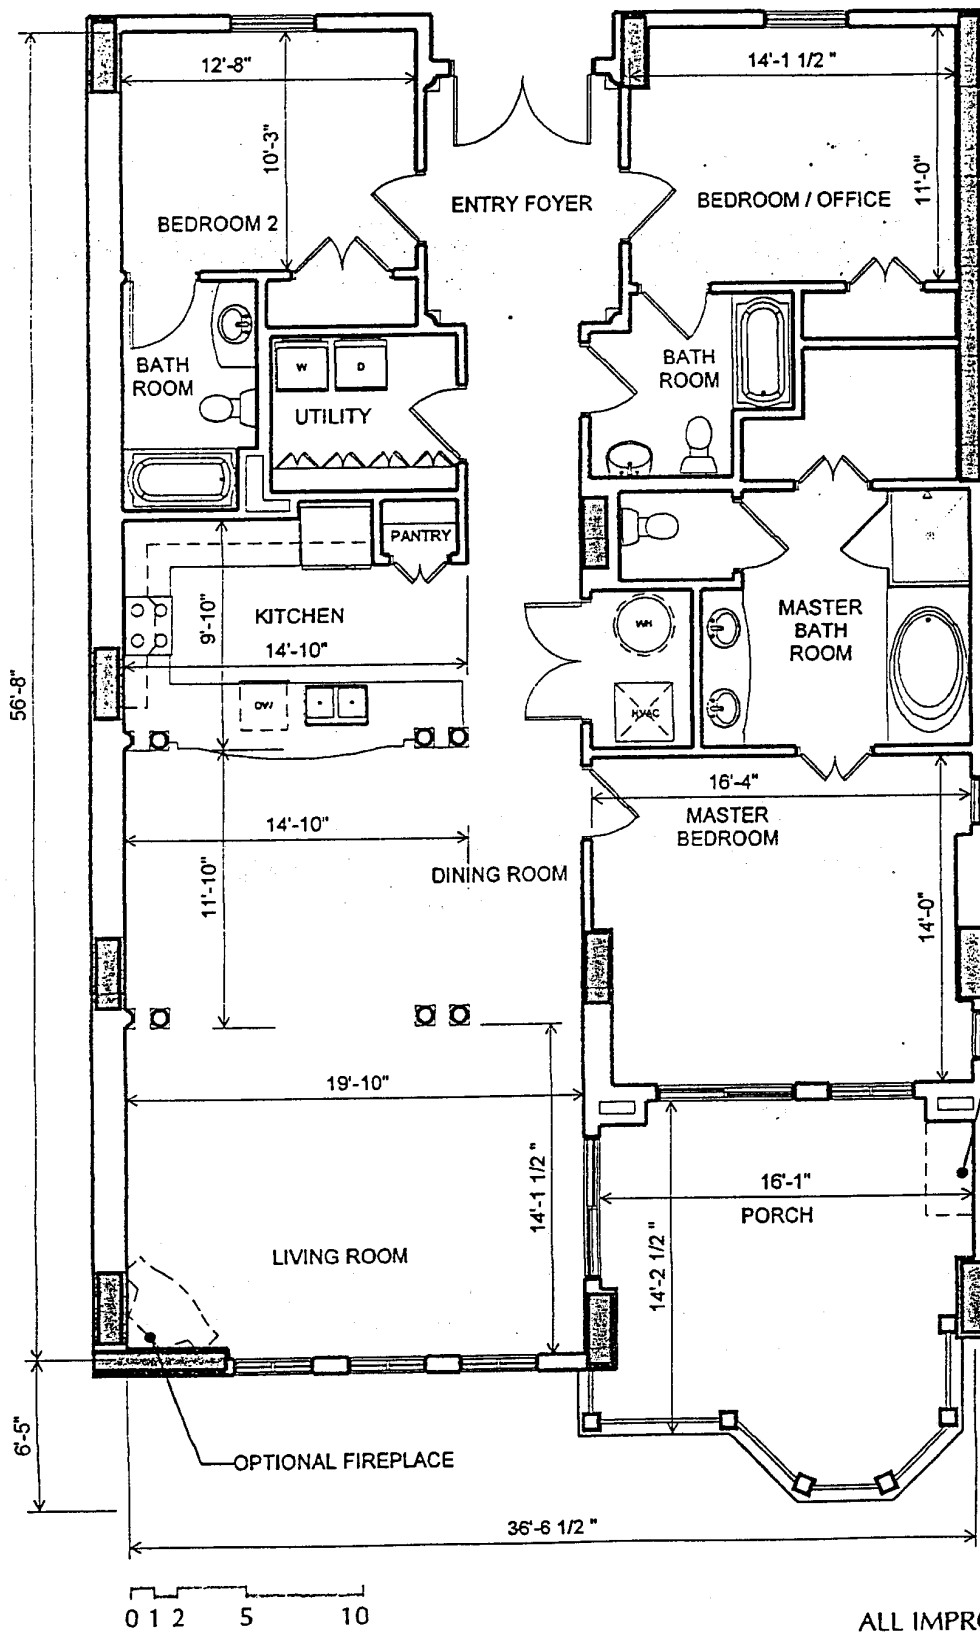 12'-8"
14'-1 1/2 "
10'-3"
11'-0"
BEDROOM 2
ENTRY FOYER
BEDROOM / OFFICE
BATH
ROOM
W
D
UTILITY
BATH
ROOM
PANTRY
KITCHEN
9'-10"
14'-10"
WH
HVAC
MASTER
BATH
ROOM
56'-8"
DW
16'-4"
MASTER
BEDROOM
14'-10"
11'-10"
DINING ROOM
14'-0"
19'-10"
14'-1 1/2 "
16'-1"
PORCH
14'-2 1/2 "
LIVING ROOM
6'-5"
OPTIONAL FIREPLACE
36'-6 1/2 "
0 1 2 5 10
ALL IMPRO